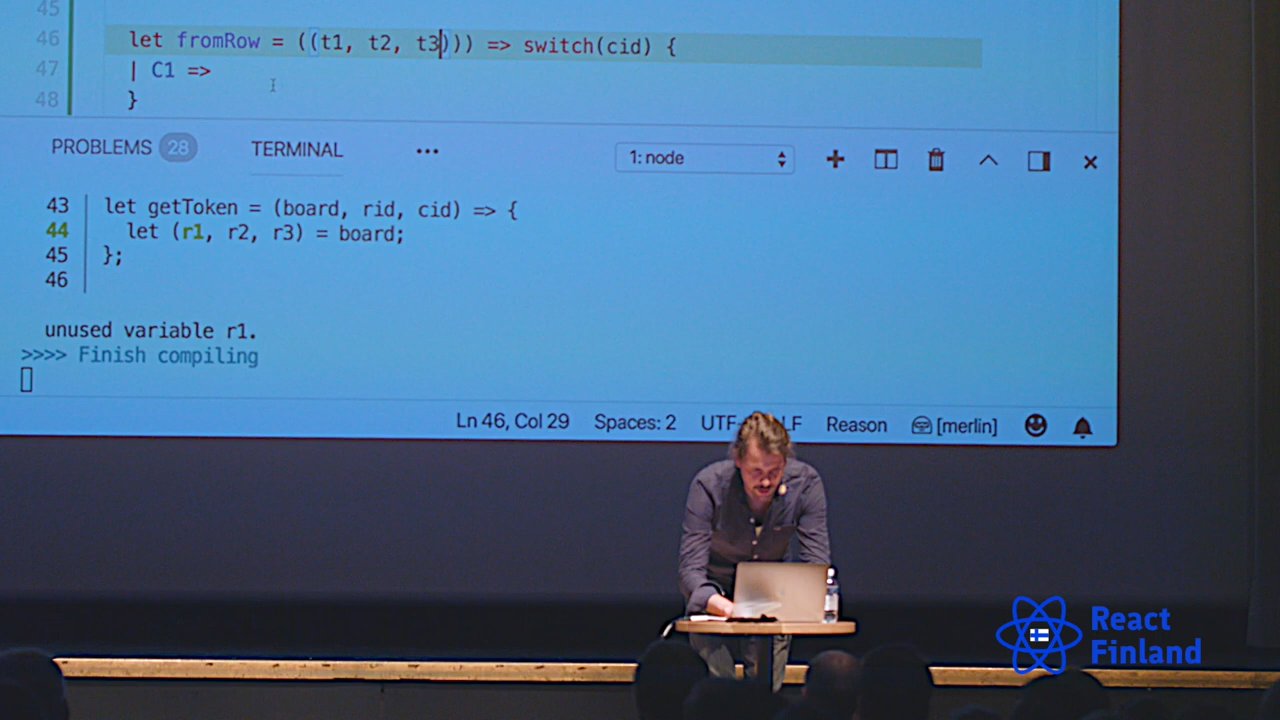 45
46 let fromRow = ((t1, t2, t3))) => switch(cid) {
47 | C1 =>
48 }
PROBLEMS 28 TERMINAL ··· 1: node
43 let getToken = (board, rid, cid) => {
44 let (r1, r2, r3) = board;
45 };
46
unused variable r1.
>>>> Finish compiling
Ln 46, Col 29 Spaces: 2 LF Reason [merlin]
React
Finland